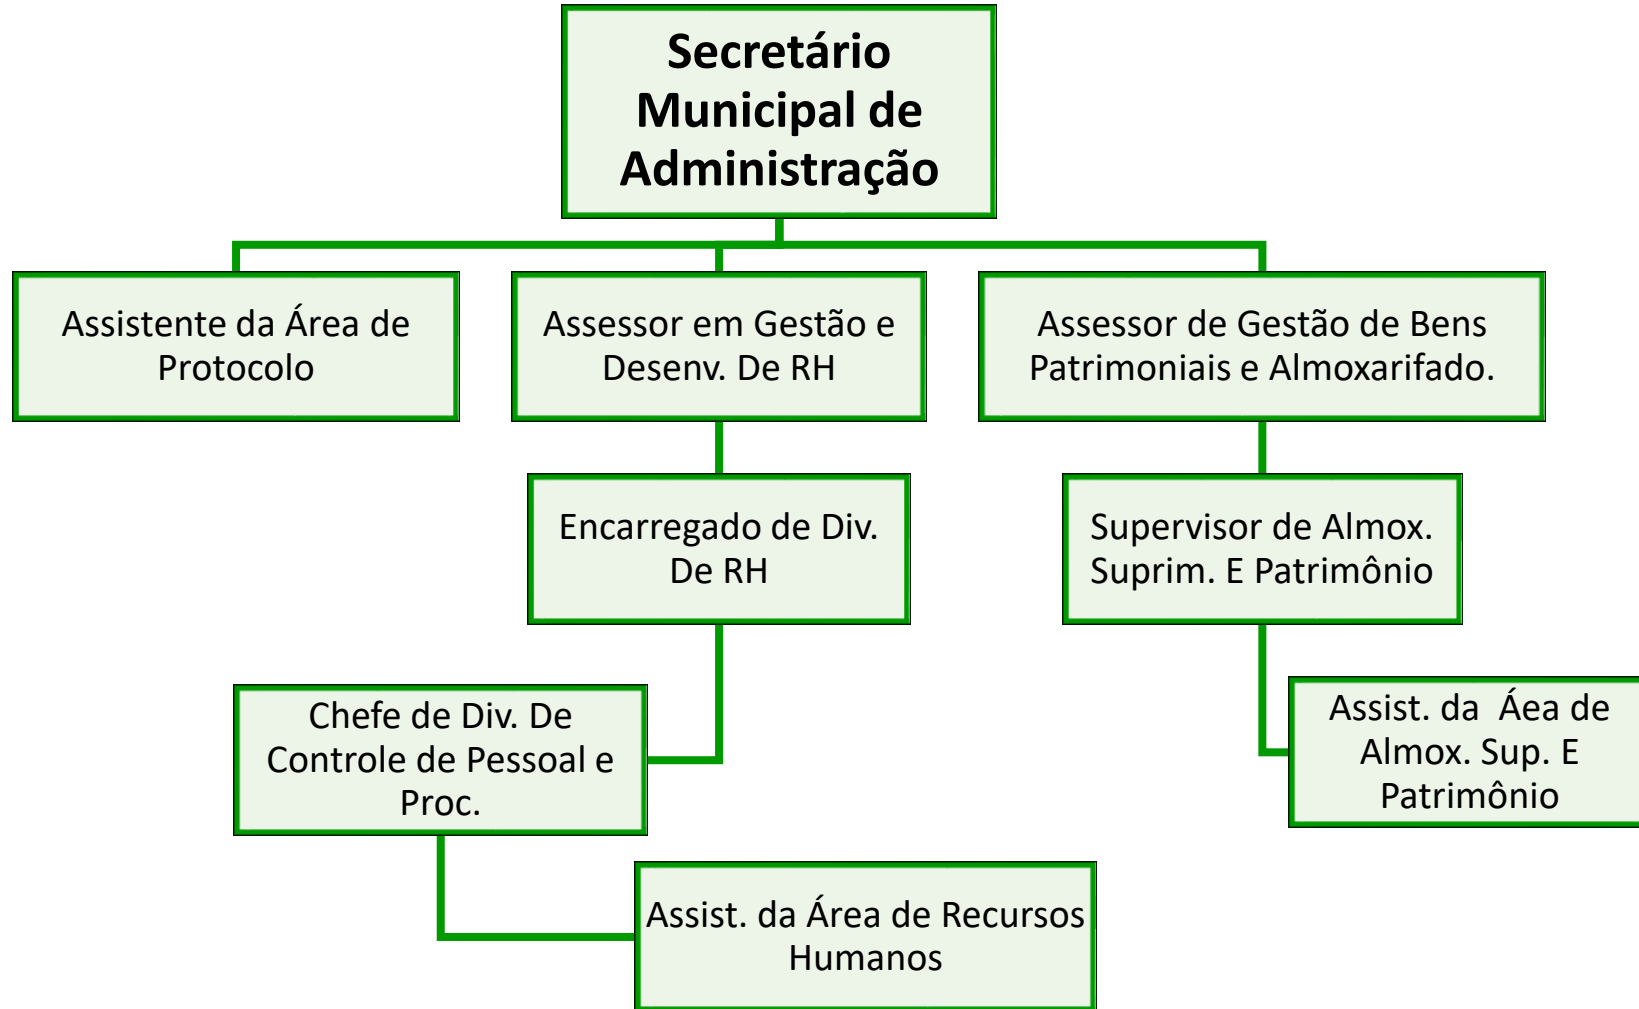 Secretário
Municipal de
Administração
Assistente da Área de
Protocolo
Assessor em Gestão e
Desenv. De RH
Assessor de Gestão de Bens
Patrimoniais e Almoxarifado.
Encarregado de Div.
De RH
Supervisor de Almox.
Suprim. E Patrimônio
Chefe de Div. De
Controle de Pessoal e
Proc.
Assist. da  Áea de
Almox. Sup. E
Patrimônio
Assist. da Área de Recursos
Humanos